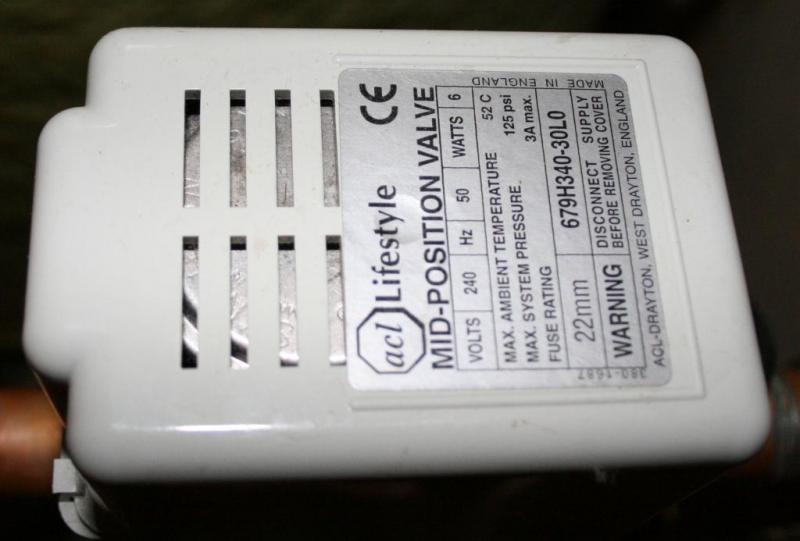 acl Lifestyle CE
MID-POSITION VALVE
VOLTS 240 Hz 50 WATTS 6
MAX. AMBIENT TEMPERATURE 52 C
MAX. SYSTEM PRESSURE. 125 psi
FUSE RATING 3A max.
22mm 679H340-30L0
WARNING DISCONNECT SUPPLY
BEFORE REMOVING COVER
ACL-DRAYTON, WEST DRAYTON, ENGLAND
MADE IN ENGLAND
380-1687